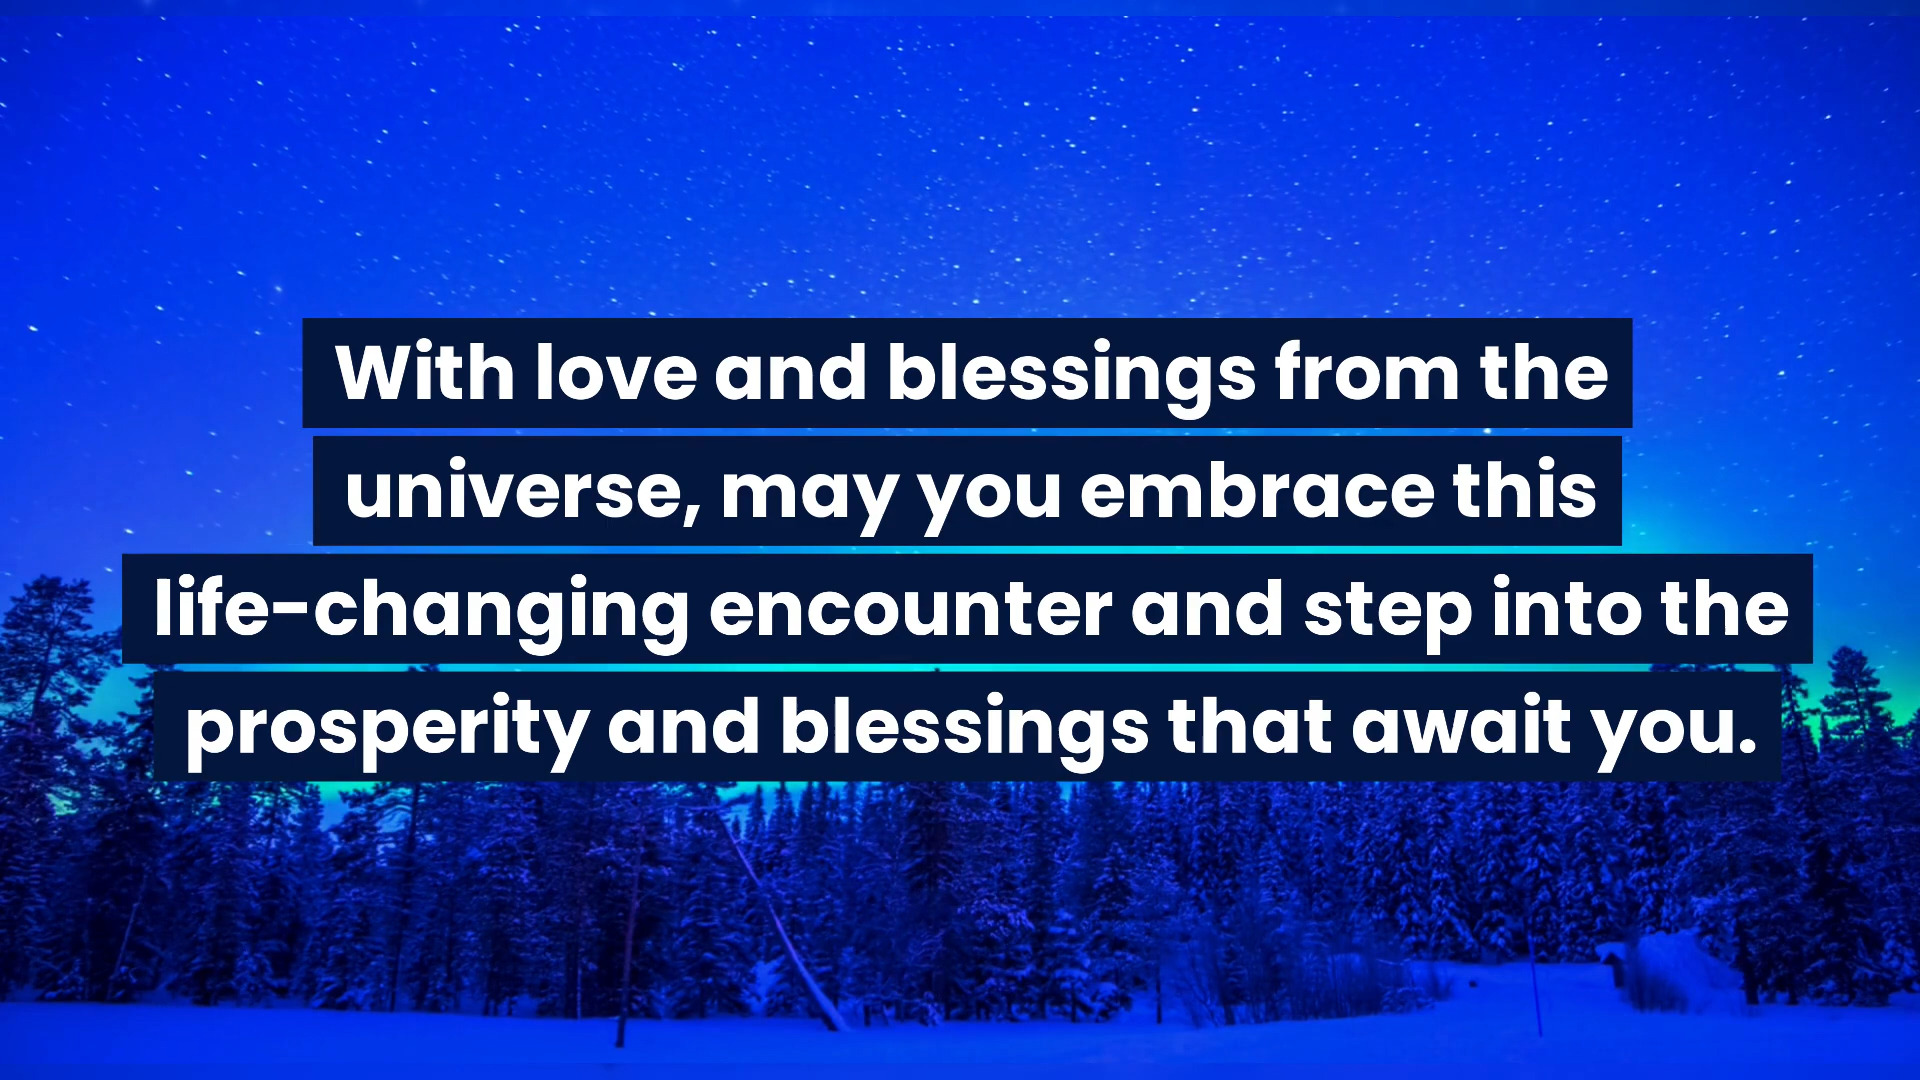 With love and blessings from the
universe, may you embrace this
life-changing encounter and step into the
prosperity and blessings that await you.